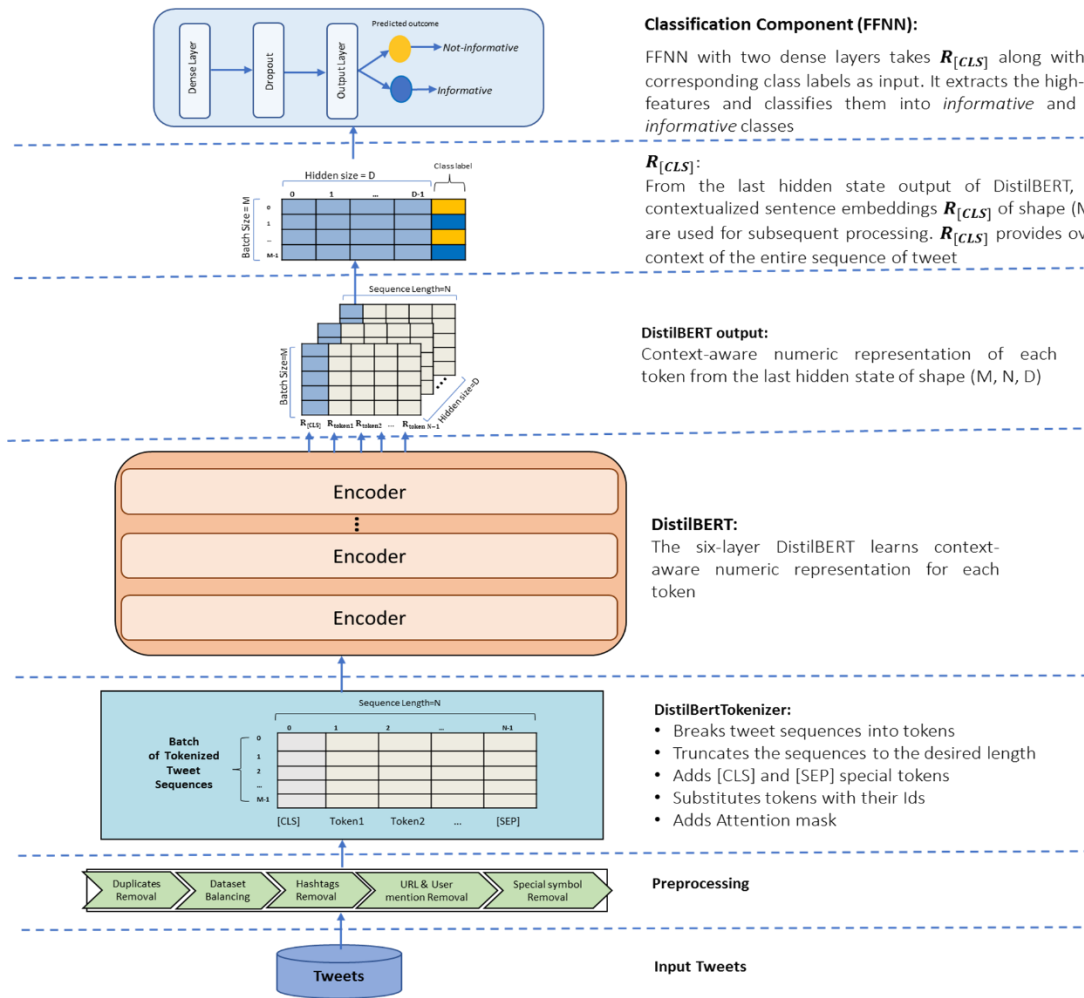 Predicted outcome
Dense Layer
Dropout
Output Layer
Not-informative
Informative
Classification Component (FFNN):
FFNN with two dense layers takes R[CLS] along with
corresponding class labels as input. It extracts the high-
features and classifies them into informative and
informative classes
Class label
Hidden size = D
0 1 ... D-1
Batch Size = M
0
1
...
M-1
R[CLS]:
From the last hidden state output of DistilBERT,
contextualized sentence embeddings R[CLS] of shape (M
are used for subsequent processing. R[CLS] provides ov
context of the entire sequence of tweet
Sequence Length=N
Batch Size=M
Hidden size=D
R[CLS] Rtoken1 Rtoken2 ... Rtoken N-1
DistilBERT output:
Context-aware numeric representation of each
token from the last hidden state of shape (M, N, D)
Encoder
Encoder
Encoder
DistilBERT:
The six-layer DistilBERT learns context-
aware numeric representation for each
token
Sequence Length=N
0 1 2 ... N-1
Batch
of Tokenized
Tweet
Sequences
0
1
2
...
M-1
[CLS] Token1 Token2 ... [SEP]
DistilBertTokenizer:
• Breaks tweet sequences into tokens
• Truncates the sequences to the desired length
• Adds [CLS] and [SEP] special tokens
• Substitutes tokens with their Ids
• Adds Attention mask
Duplicates
Removal
Dataset
Balancing
Hashtags
Removal
URL & User
mention Removal
Special symbol
Removal
Preprocessing
Tweets
Input Tweets